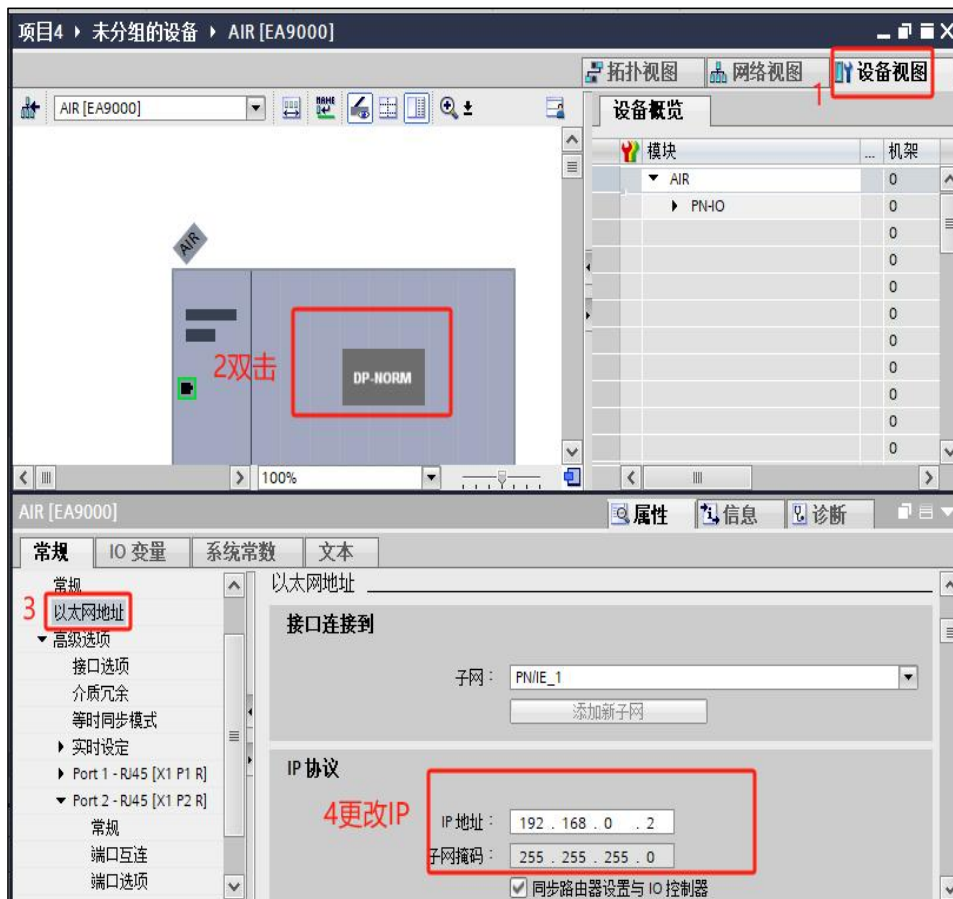 项目4 ▸ 未分组的设备 ▸ AIR [EA9000]
拓扑视图 网络视图 设备视图
1
AIR [EA9000]
设备概览
模块 ... 机架
AIR 0
PN-IO 0
0
0
0
0
0
0
0
0
0
AIR
2双击
DP-NORM
100%
AIR [EA9000]
属性 信息 诊断
常规 IO 变量 系统常数 文本
常规
3 以太网地址
高级选项
接口选项
介质冗余
等时同步模式
实时设定
Port 1 - RJ45 [X1 P1 R]
Port 2 - RJ45 [X1 P2 R]
常规
端口互连
端口选项
以太网地址
接口连接到
子网: PN/IE_1
添加新子网
IP 协议
4更改IP
IP 地址: 192 . 168 . 0 . 2
子网掩码: 255 . 255 . 255 . 0
同步路由器设置与 IO 控制器